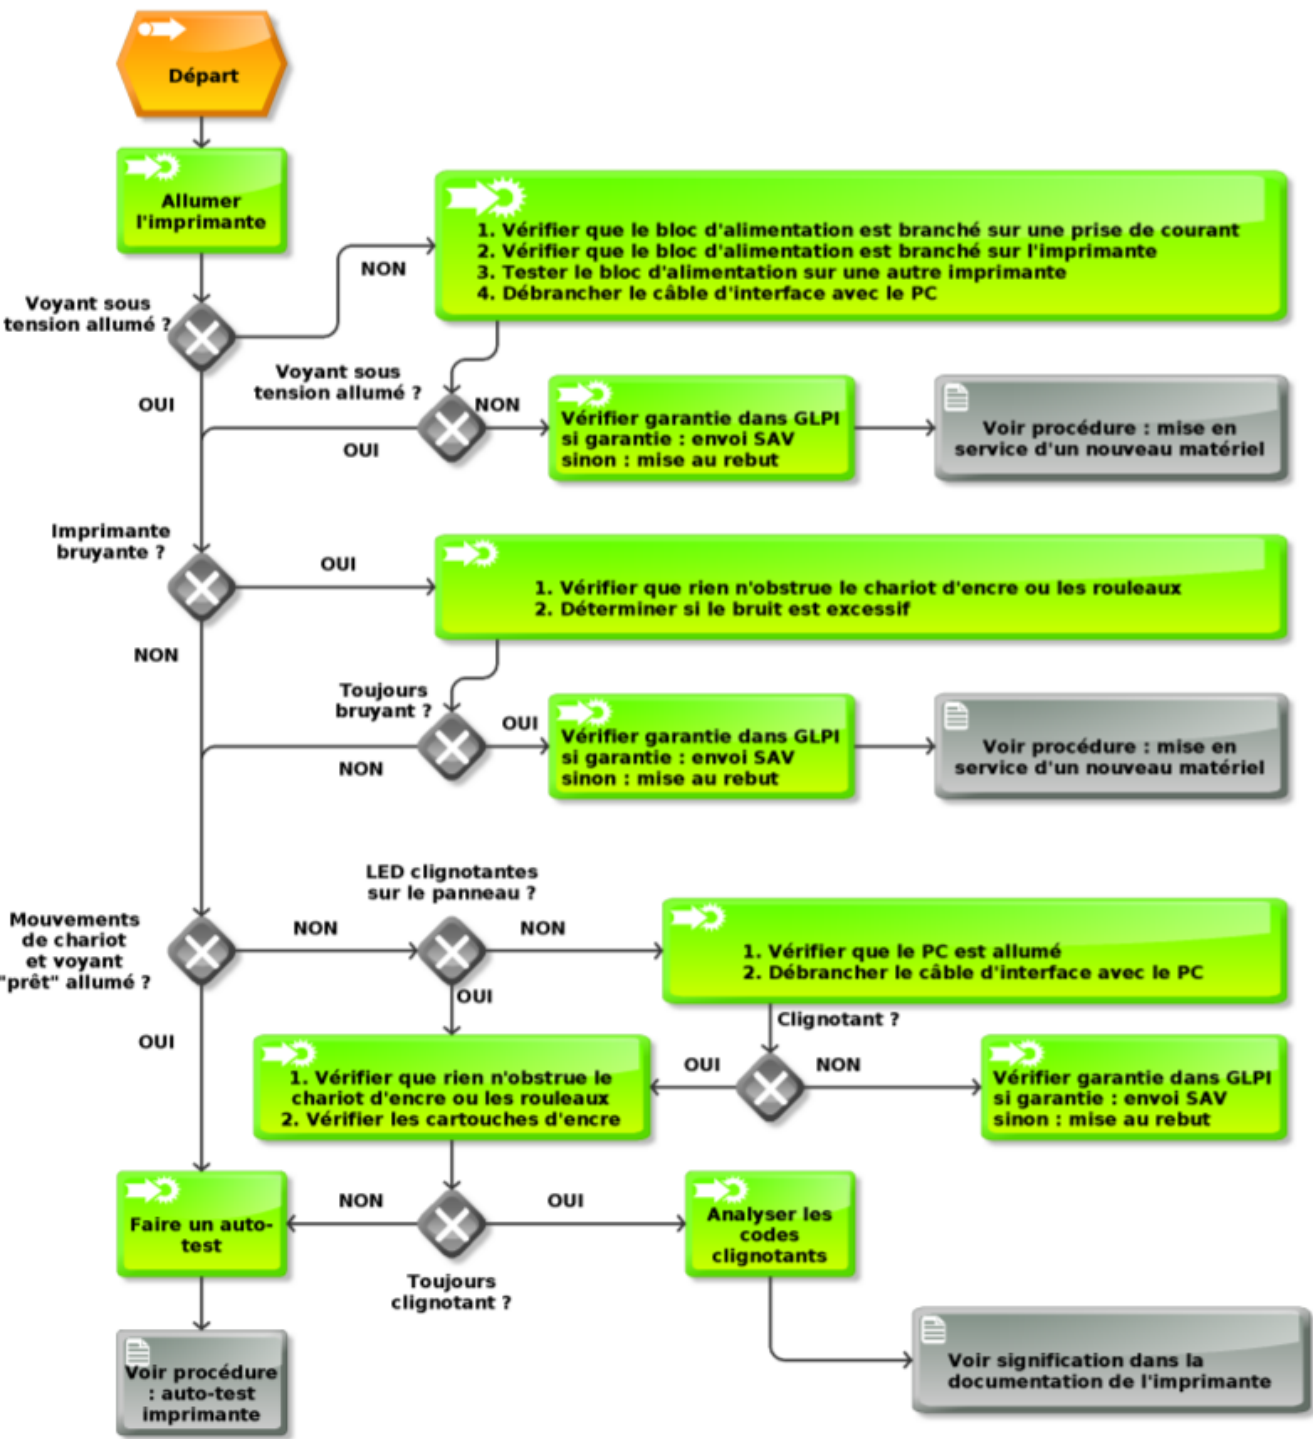 Départ
Allumer
l'imprimante
Voyant sous
tension allumé ?
NON
1. Vérifier que le bloc d'alimentation est branché sur une prise de courant
2. Vérifier que le bloc d'alimentation est branché sur l'imprimante
3. Tester le bloc d'alimentation sur une autre imprimante
4. Débrancher le câble d'interface avec le PC
OUI
Voyant sous
tension allumé ?
NON
OUI
Vérifier garantie dans GLPI
si garantie : envoi SAV
sinon : mise au rebut
Voir procédure : mise en
service d'un nouveau matériel
Imprimante
bruyante ?
OUI
1. Vérifier que rien n'obstrue le chariot d'encre ou les rouleaux
2. Déterminer si le bruit est excessif
NON
Toujours
bruyant ?
OUI
NON
Vérifier garantie dans GLPI
si garantie : envoi SAV
sinon : mise au rebut
Voir procédure : mise en
service d'un nouveau matériel
Mouvements
de chariot
et voyant
"prêt" allumé ?
NON
LED clignotantes
sur le panneau ?
NON
1. Vérifier que le PC est allumé
2. Débrancher le câble d'interface avec le PC
OUI
OUI
Clignotant ?
OUI
NON
1. Vérifier que rien n'obstrue le
chariot d'encre ou les rouleaux
2. Vérifier les cartouches d'encre
Vérifier garantie dans GLPI
si garantie : envoi SAV
sinon : mise au rebut
Faire un auto-
test
NON
OUI
Toujours
clignotant ?
Analyser les
codes
clignotants
Voir procédure
: auto-test
imprimante
Voir signification dans la
documentation de l'imprimante